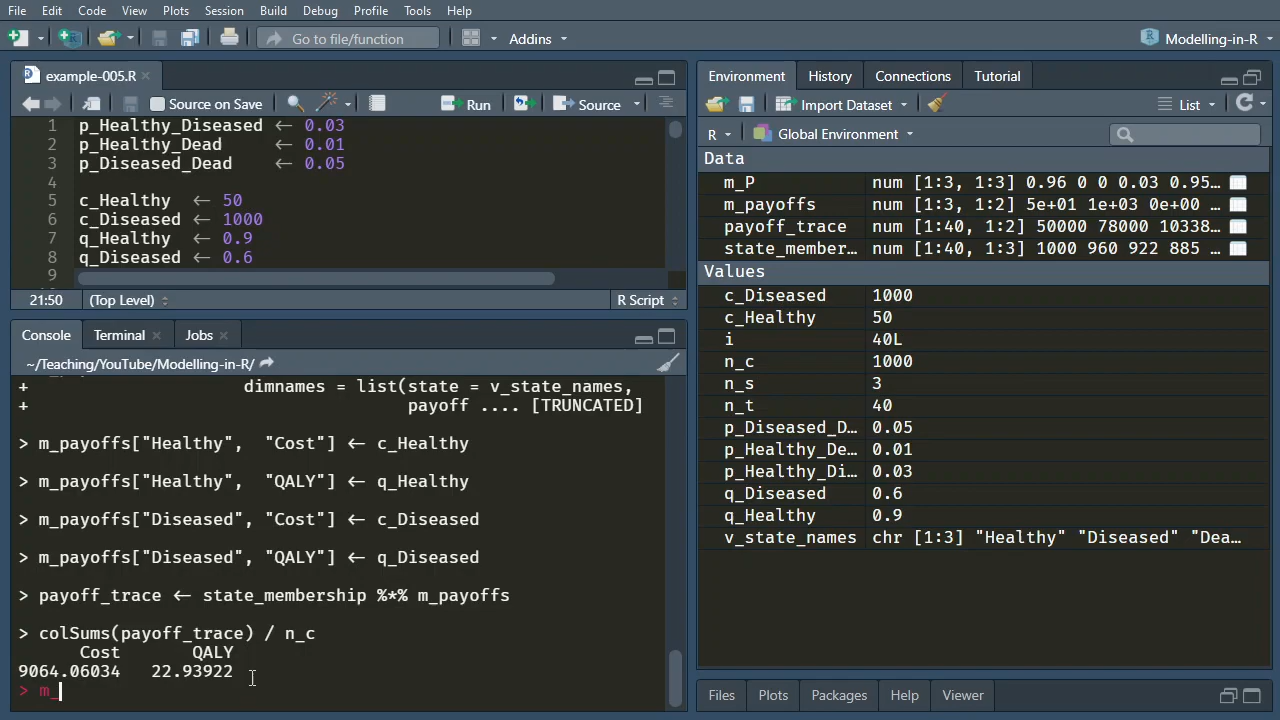 File Edit Code View Plots Session Build Debug Profile Tools Help
Go to file/function Addins Modelling-in-R
example-005.R
Source on Save Run Source
1 p_Healthy_Diseased ← 0.03
2 p_Healthy_Dead ← 0.01
3 p_Diseased_Dead ← 0.05
4
5 c_Healthy ← 50
6 c_Diseased ← 1000
7 q_Healthy ← 0.9
8 q_Diseased ← 0.6
9
21:50 (Top Level) R Script
Console Terminal Jobs
~/Teaching/YouTube/Modelling-in-R/
+ dimnames = list(state = v_state_names,
+ payoff .... [TRUNCATED]
> m_payoffs["Healthy", "Cost"] ← c_Healthy
> m_payoffs["Healthy", "QALY"] ← q_Healthy
> m_payoffs["Diseased", "Cost"] ← c_Diseased
> m_payoffs["Diseased", "QALY"] ← q_Diseased
> payoff_trace ← state_membership %*% m_payoffs
> colSums(payoff_trace) / n_c
Cost QALY
9064.06034 22.93922
> m_
Environment History Connections Tutorial
Import Dataset List
R Global Environment
Data
m_P num [1:3, 1:3] 0.96 0 0 0.03 0.95…
m_payoffs num [1:3, 1:2] 5e+01 1e+03 0e+00 …
payoff_trace num [1:40, 1:2] 50000 78000 10338…
state_member… num [1:40, 1:3] 1000 960 922 885 …
Values
c_Diseased 1000
c_Healthy 50
i 40L
n_c 1000
n_s 3
n_t 40
p_Diseased_D… 0.05
p_Healthy_De… 0.01
p_Healthy_Di… 0.03
q_Diseased 0.6
q_Healthy 0.9
v_state_names chr [1:3] "Healthy" "Diseased" "Dea…
Files Plots Packages Help Viewer